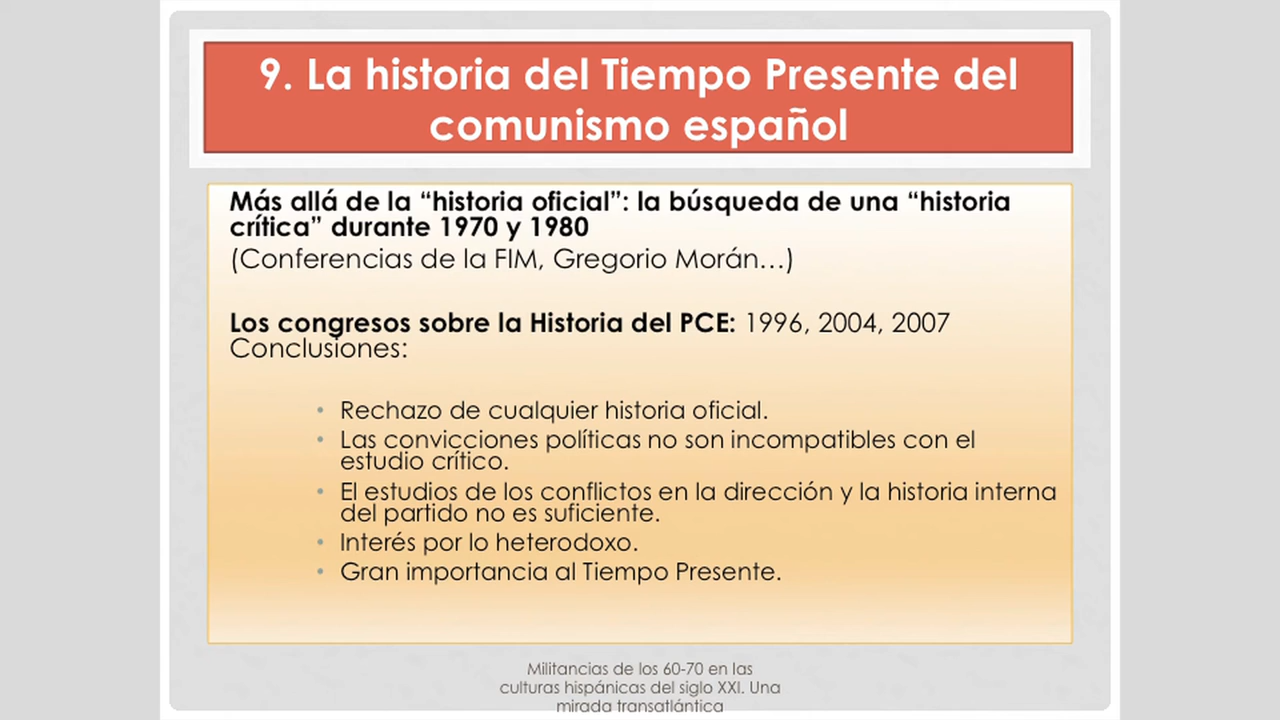 9. La historia del Tiempo Presente del
comunismo español
Más allá de la “historia oficial”: la búsqueda de una “historia
crítica” durante 1970 y 1980
(Conferencias de la FIM, Gregorio Morán…)
Los congresos sobre la Historia del PCE: 1996, 2004, 2007
Conclusiones:
• Rechazo de cualquier historia oficial.
• Las convicciones políticas no son incompatibles con el
estudio crítico.
• El estudios de los conflictos en la dirección y la historia interna
del partido no es suficiente.
• Interés por lo heterodoxo.
• Gran importancia al Tiempo Presente.
Militancias de los 60-70 en las
culturas hispánicas del siglo XXI. Una
mirada transatlántica